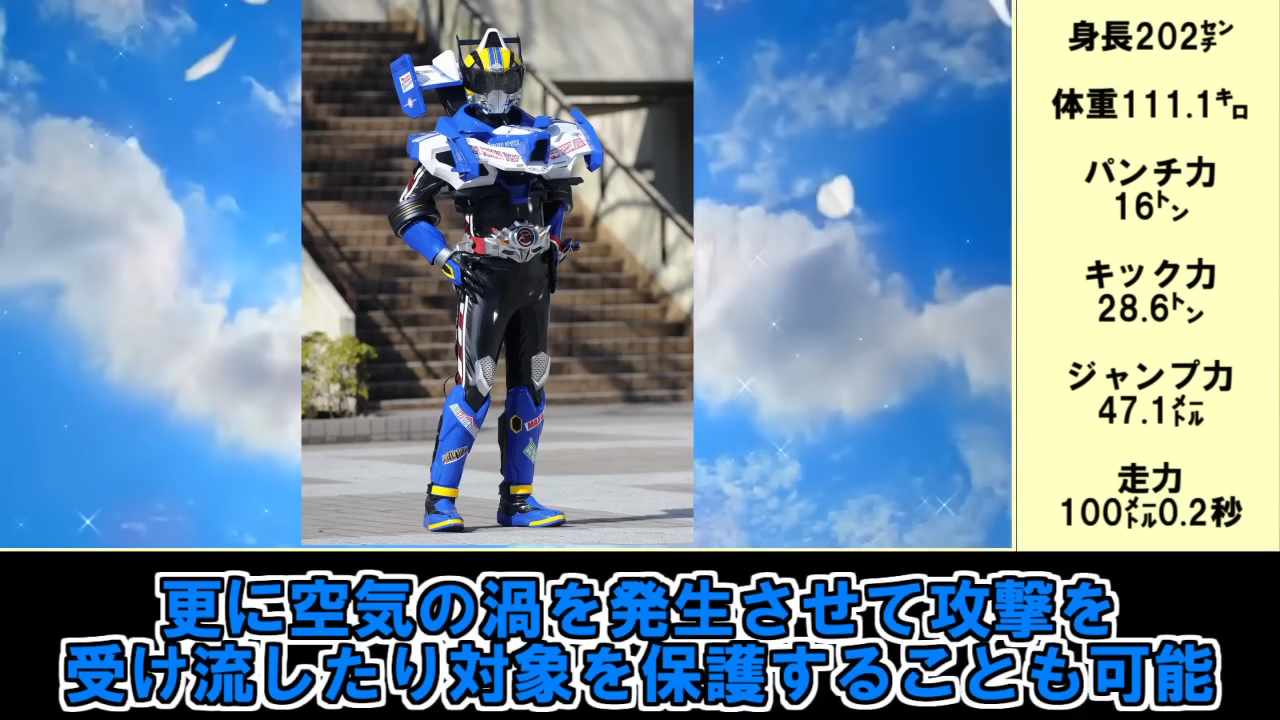 身長202㌢
体重111.1㌔
パンチ力
16㌧
キック力
28.6㌧
ジャンプ力
47.1㍍
走力
100㍍0.2秒
更に空気の渦を発生させて攻撃を
受け流したり対象を保護することも可能